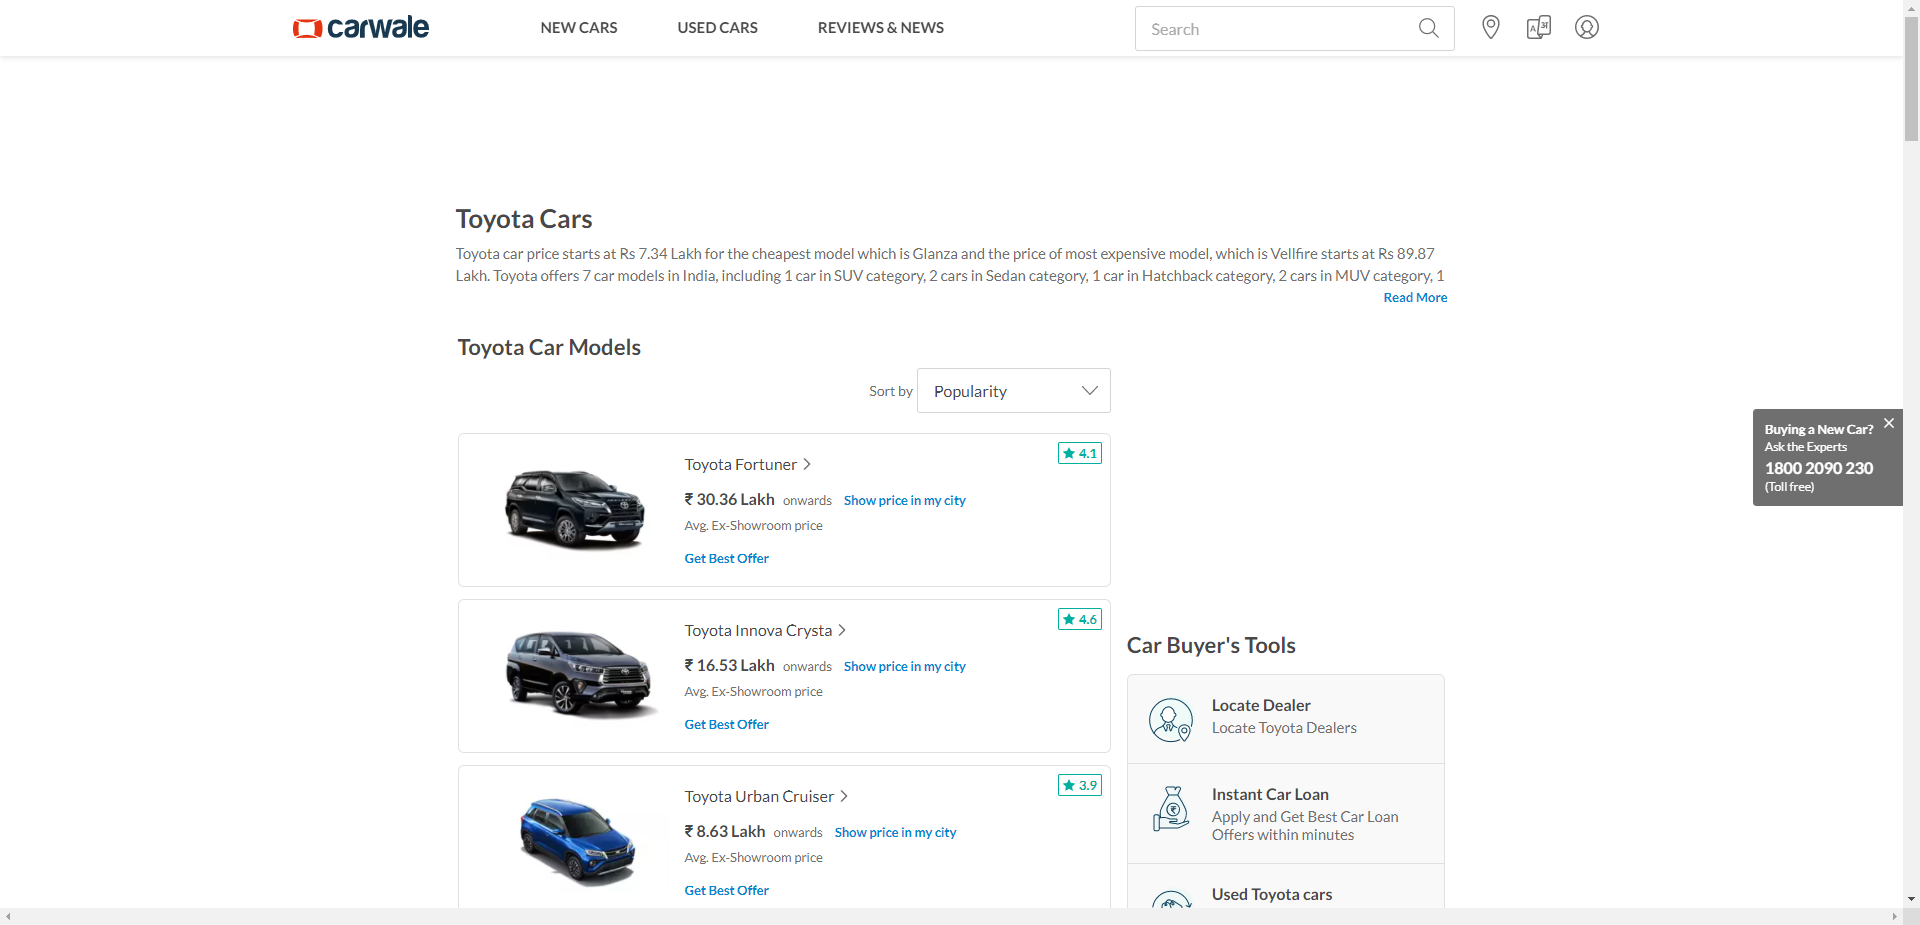 carwale
NEW CARS
USED CARS
REVIEWS & NEWS
Search
Toyota Cars
Toyota car price starts at Rs 7.34 Lakh for the cheapest model which is Glanza and the price of most expensive model, which is Vellfire starts at Rs 89.87
Lakh. Toyota offers 7 car models in India, including 1 car in SUV category, 2 cars in Sedan category, 1 car in Hatchback category, 2 cars in MUV category, 1
Read More
Toyota Car Models
Sort by Popularity
4.1
Toyota Fortuner
₹ 30.36 Lakh onwards Show price in my city
Avg. Ex-Showroom price
Get Best Offer
4.6
Toyota Innova Crysta
₹ 16.53 Lakh onwards Show price in my city
Avg. Ex-Showroom price
Get Best Offer
3.9
Toyota Urban Cruiser
₹ 8.63 Lakh onwards Show price in my city
Avg. Ex-Showroom price
Get Best Offer
Buying a New Car?
Ask the Experts
1800 2090 230
(Toll free)
Car Buyer's Tools
Locate Dealer
Locate Toyota Dealers
Instant Car Loan
Apply and Get Best Car Loan
Offers within minutes
Used Toyota cars